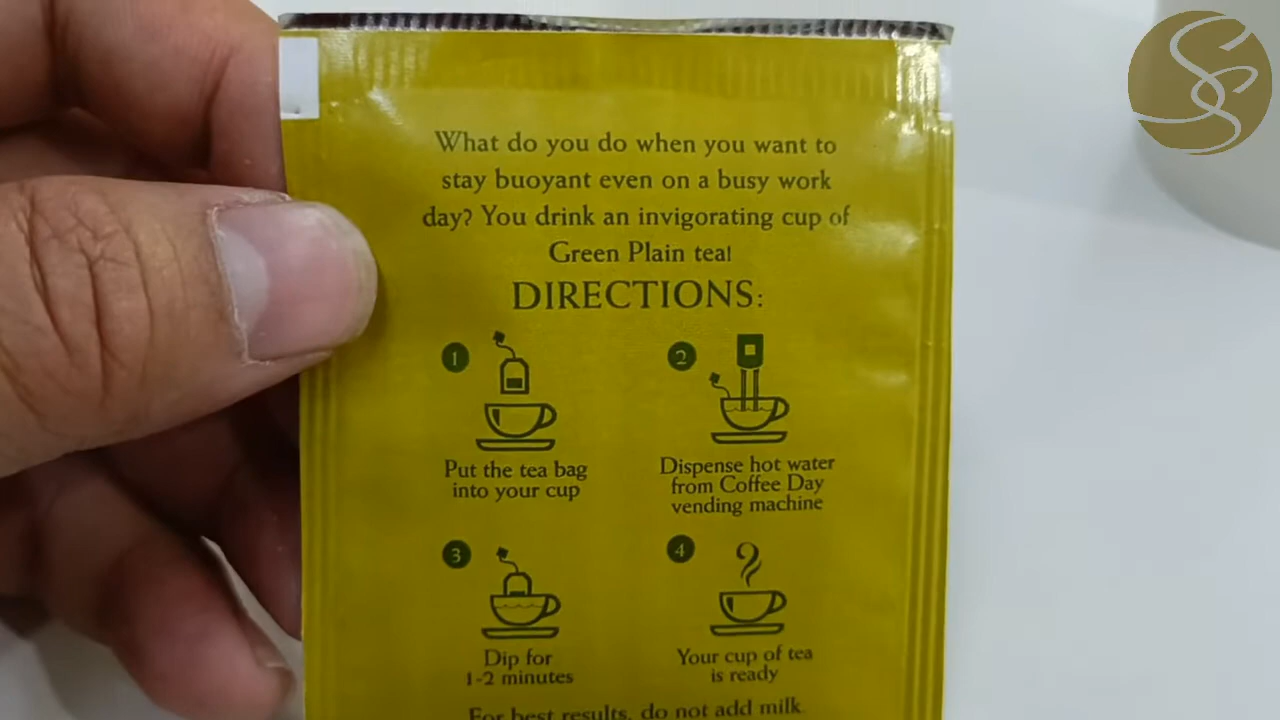 What do you do when you want to
stay buoyant even on a busy work
day? You drink an invigorating cup of
Green Plain tea!
DIRECTIONS:
1
2
Put the tea bag
into your cup
Dispense hot water
from Coffee Day
vending machine
3
4
Dip for
1-2 minutes
Your cup of tea
is ready
For best results, do not add milk.